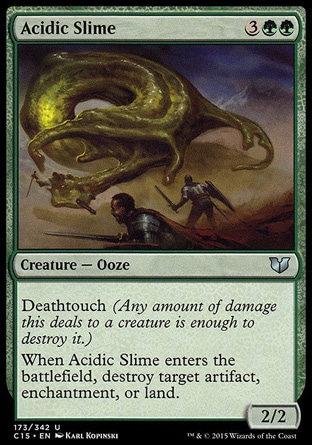 Acidic Slime 3
Creature — Ooze
Deathtouch (Any amount of damage
this deals to a creature is enough to
destroy it.)
When Acidic Slime enters the
battlefield, destroy target artifact,
enchantment, or land.
2/2
173/342 U
C15 • EN Karl Kopinski ™ & © 2015 Wizards of the Coast